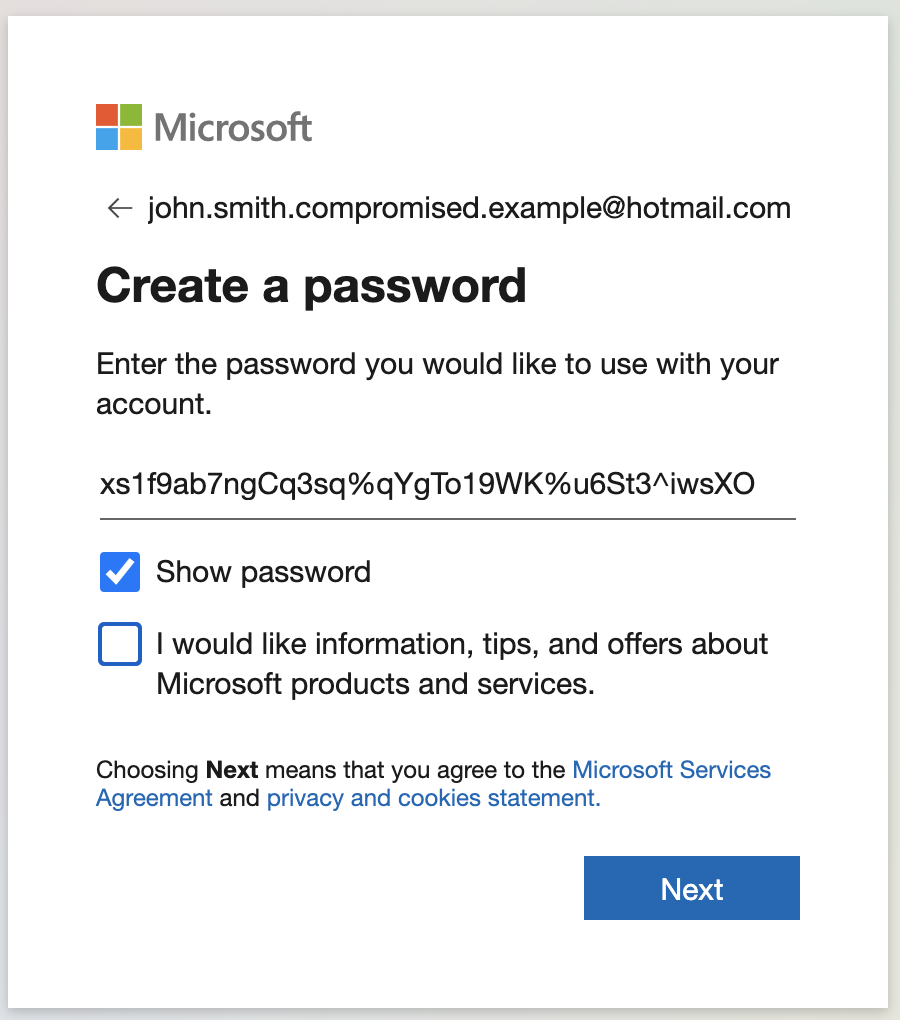 Microsoft
← john.smith.compromised.example@hotmail.com
Create a password
Enter the password you would like to use with your
account.
xs1f9ab7ngCq3sq%qYgTo19WK%u6St3^iwsXO
Show password
I would like information, tips, and offers about
Microsoft products and services.
Choosing Next means that you agree to the Microsoft Services
Agreement and privacy and cookies statement.
Next